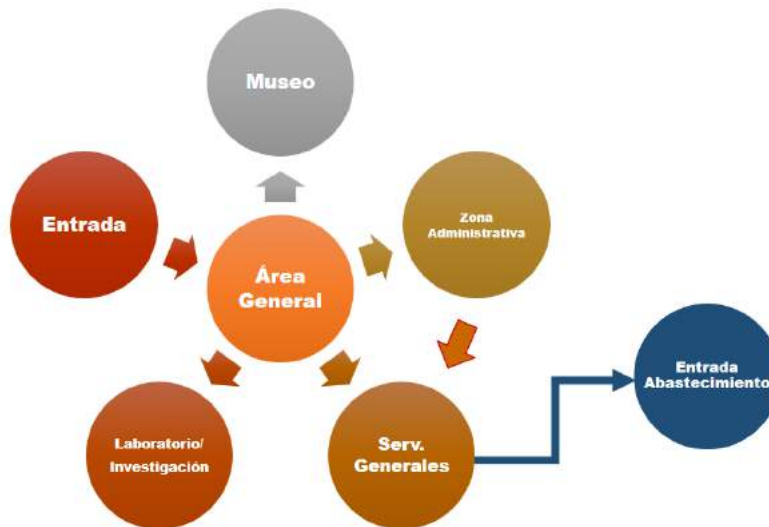 Museo
Entrada
Zona
Administrativa
Área
General
Entrada
Abastecimiento
Laboratorio/
Investigación
Serv.
Generales